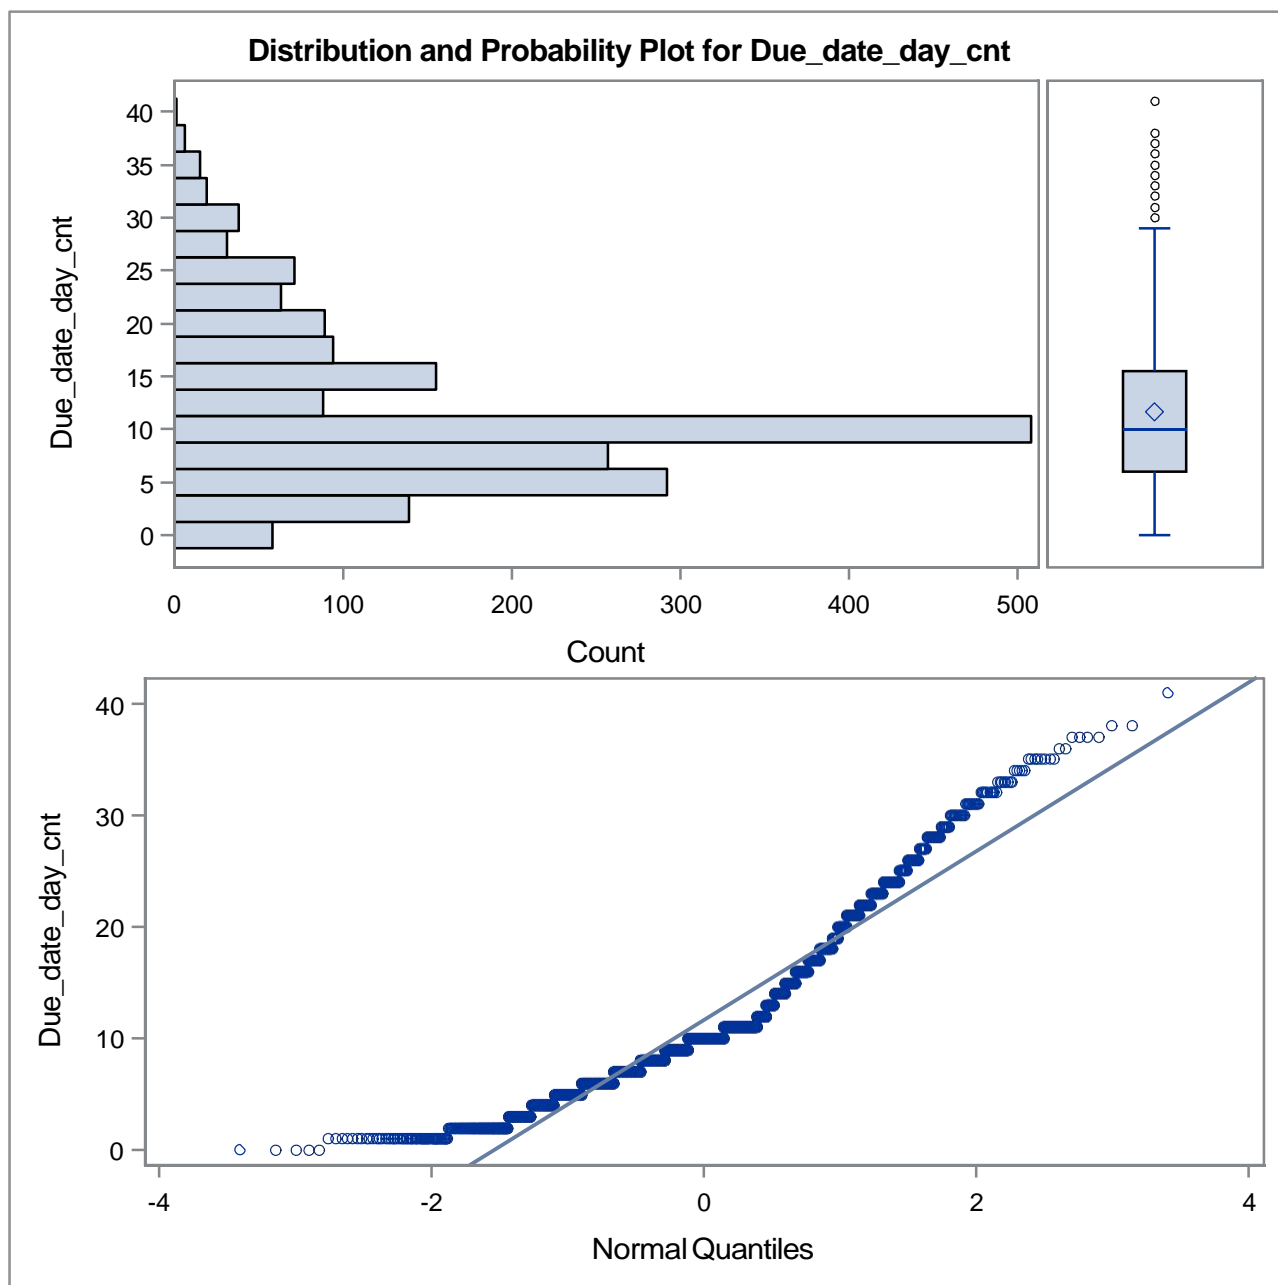 Distribution and Probability Plot for Due_date_day_cnt
Due_date_day_cnt
40
35
30
25
20
15
10
5
0
0 100 200 300 400 500
Count
Due_date_day_cnt
40
30
20
10
0
-4 -2 0 2 4
Normal Quantiles